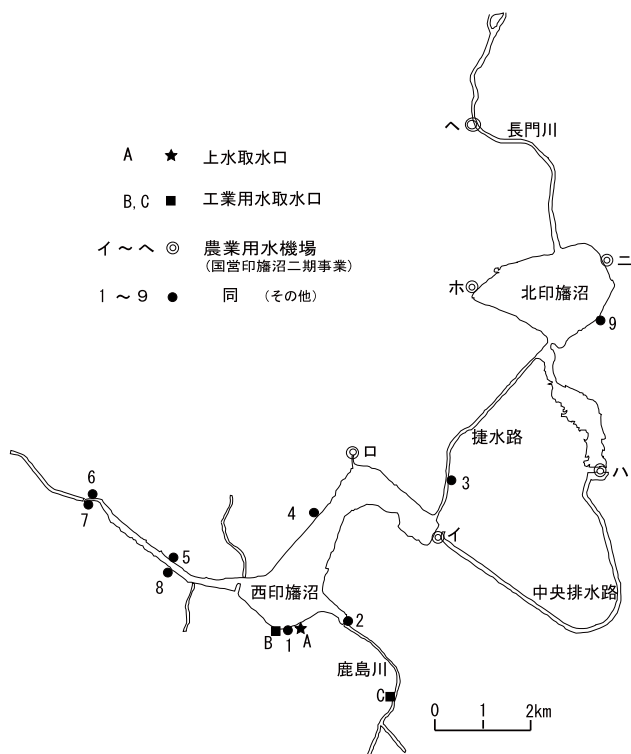 ヘ
長門川
A ★ 上水取水口
B, C ■ 工業用水取水口
イ～ヘ ◎ 農業用水機場
(国営印旛沼二期事業)
1～9 ● 同 (その他)
ニ
ホ
北印旛沼
9
捷水路
ロ
ハ
3
6
7
4
イ
5
8
西印旛沼
中央排水路
2
B
1
A
鹿島川
C
0 1 2km